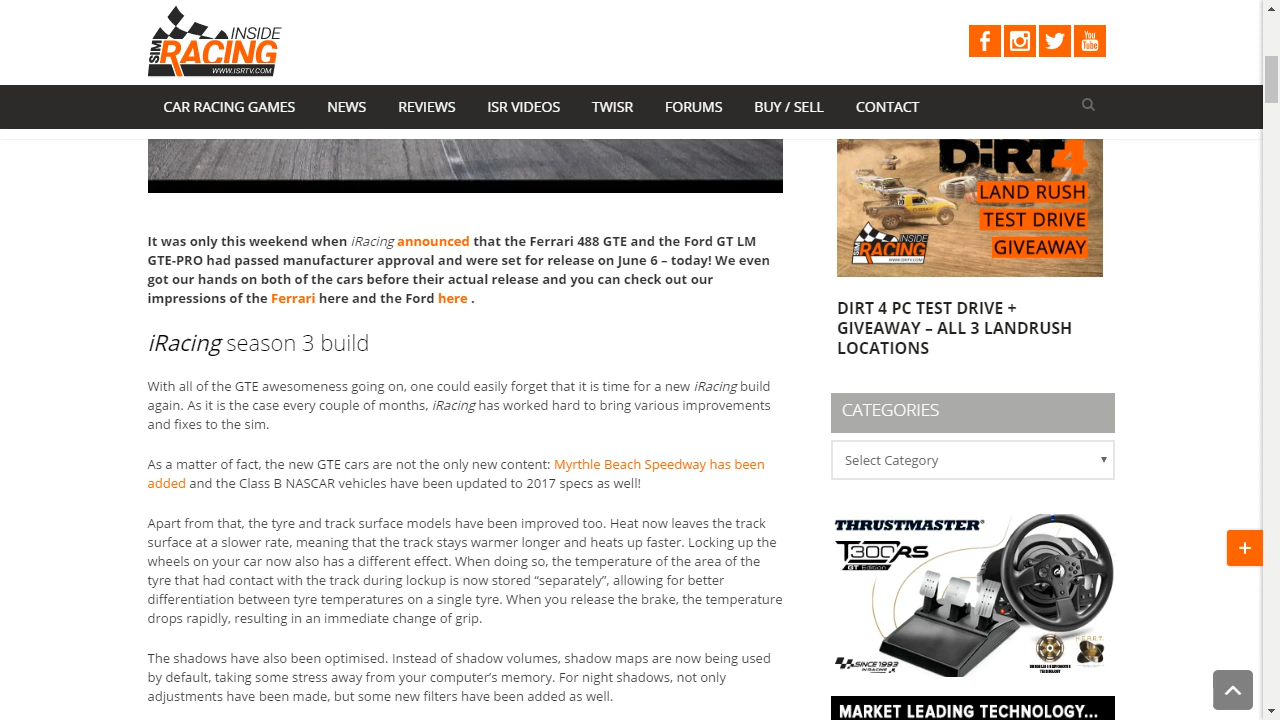 INSIDE
SIM RACING
WWW.ISRTV.COM
You Tube
CAR RACING GAMES NEWS REVIEWS ISR VIDEOS TWISR FORUMS BUY / SELL CONTACT
It was only this weekend when iRacing announced that the Ferrari 488 GTE and the Ford GT LM
GTE-PRO had passed manufacturer approval and were set for release on June 6 – today! We even
got our hands on both of the cars before their actual release and you can check out our
impressions of the Ferrari here and the Ford here .
iRacing season 3 build
With all of the GTE awesomeness going on, one could easily forget that it is time for a new iRacing build
again. As it is the case every couple of months, iRacing has worked hard to bring various improvements
and fixes to the sim.
As a matter of fact, the new GTE cars are not the only new content: Myrthle Beach Speedway has been
added and the Class B NASCAR vehicles have been updated to 2017 specs as well!
Apart from that, the tyre and track surface models have been improved too. Heat now leaves the track
surface at a slower rate, meaning that the track stays warmer longer and heats up faster. Locking up the
wheels on your car now also has a different effect. When doing so, the temperature of the area of the
tyre that had contact with the track during lockup is now stored “separately”, allowing for better
differentiation between tyre temperatures on a single tyre. When you release the brake, the temperature
drops rapidly, resulting in an immediate change of grip.
The shadows have also been optimised. Instead of shadow volumes, shadow maps are now being used
by default, taking some stress away from your computer’s memory. For night shadows, not only
adjustments have been made, but some new filters have been added as well.
DiRT 4
LAND RUSH
TEST DRIVE
GIVEAWAY
INSIDE
SIM RACING
WWW.ISRTV.COM
DIRT 4 PC TEST DRIVE +
GIVEAWAY – ALL 3 LANDRUSH
LOCATIONS
CATEGORIES
Select Category
THRUSTMASTER
T300RS
GT Edition
SINCE 1993
IN RACING
H.E.A.R.T.
MARKET LEADING TECHNOLOGY...